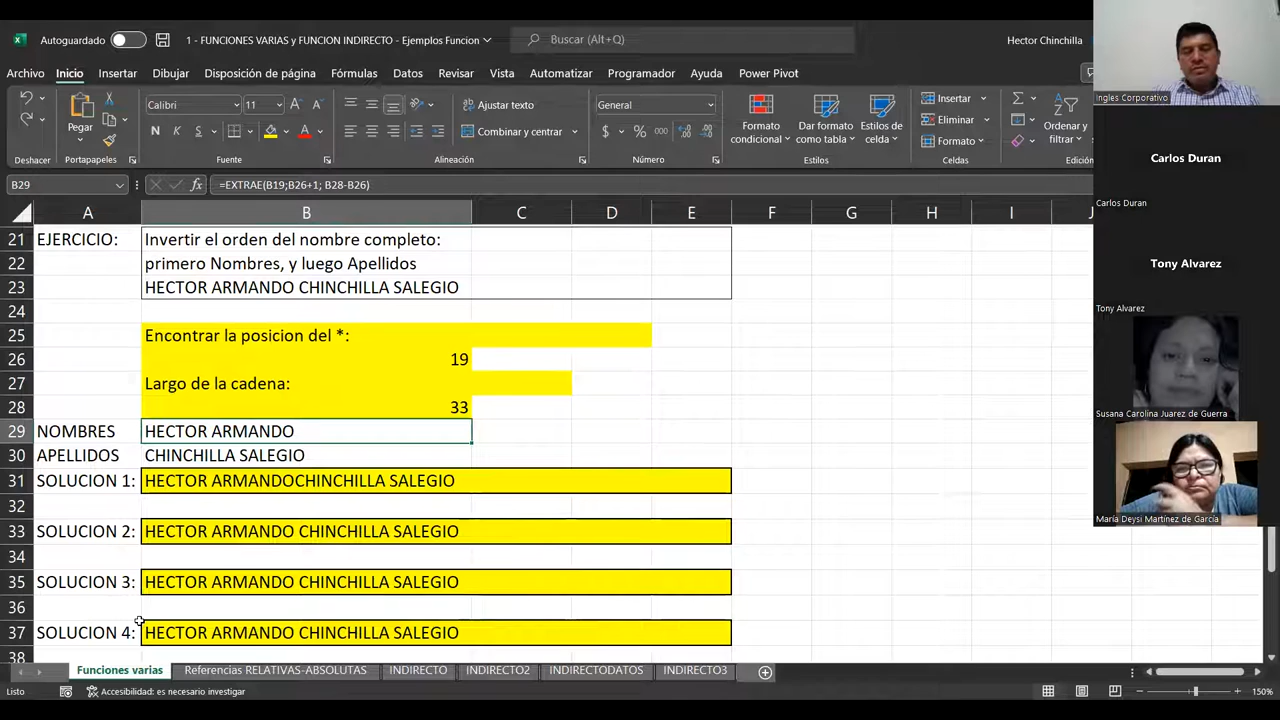 Autoguardado
1 - FUNCIONES VARIAS y FUNCION INDIRECTO - Ejemplos Funcion
Buscar (Alt+Q)
Hector Chinchilla
Archivo Inicio Insertar Dibujar Disposición de página Fórmulas Datos Revisar Vista Automatizar Programador Ayuda Power Pivot
Pegar
Calibri 11
N K S
Ajustar texto
Combinar y centrar
General
$ % 000
Formato condicional
Dar formato como tabla
Estilos de celda
Insertar
Eliminar
Formato
Ordenar y filtrar
Deshacer Portapapeles Fuente Alineación Número Estilos Celdas Edición
B29 fx =EXTRAE(B19;B26+1; B28-B26)
A B C D E F G H I J
21 EJERCICIO: Invertir el orden del nombre completo:
22 primero Nombres, y luego Apellidos
23 HECTOR ARMANDO CHINCHILLA SALEGIO
24
25 Encontrar la posicion del *:
26 19
27 Largo de la cadena:
28 33
29 NOMBRES HECTOR ARMANDO
30 APELLIDOS CHINCHILLA SALEGIO
31 SOLUCION 1: HECTOR ARMANDOCHINCHILLA SALEGIO
32
33 SOLUCION 2: HECTOR ARMANDO CHINCHILLA SALEGIO
34
35 SOLUCION 3: HECTOR ARMANDO CHINCHILLA SALEGIO
36
37 SOLUCION 4: HECTOR ARMANDO CHINCHILLA SALEGIO
38
Funciones varias Referencias RELATIVAS-ABSOLUTAS INDIRECTO INDIRECTO2 INDIRECTODATOS INDIRECTO3
Listo Accesibilidad: es necesario investigar 150%
Ingles Corporativo
Carlos Duran
Carlos Duran
Tony Alvarez
Tony Alvarez
Susana Carolina Juarez de Guerra
María Deysi Martínez de García